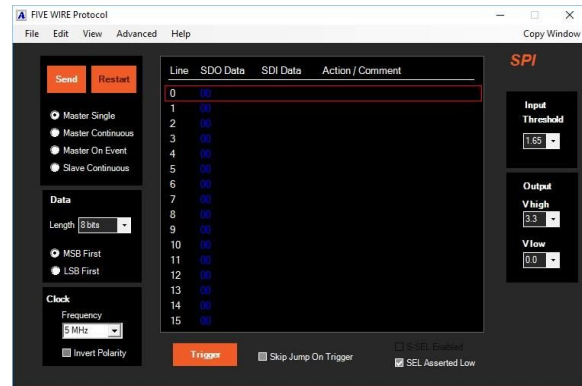 FIVE WIRE Protocol
File Edit View Advanced Help Copy Window
SPI
Send Restart
Master Single
Master Continuous
Master On Event
Slave Continuous
Data
Length 8 bits
MSB First
LSB First
Clock
Frequency
5 MHz
Invert Polarity
Line SDO Data SDI Data Action / Comment
0 00
1 00
2 00
3 00
4 00
5 00
6 00
7 00
8 00
9 00
10 00
11 00
12 00
13 00
14 00
15 00
Trigger
Skip Jump On Trigger
S-SEL Enabled
SEL Asserted Low
Input
Threshold
1.65
Output
Vhigh
3.3
Vlow
0.0